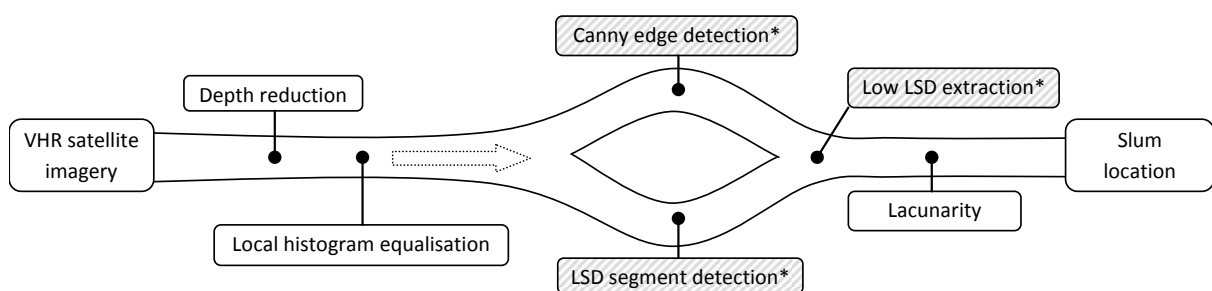 Canny edge detection*
Depth reduction
Low LSD extraction*
VHR satellite
imagery
Slum
location
Lacunarity
Local histogram equalisation
LSD segment detection*